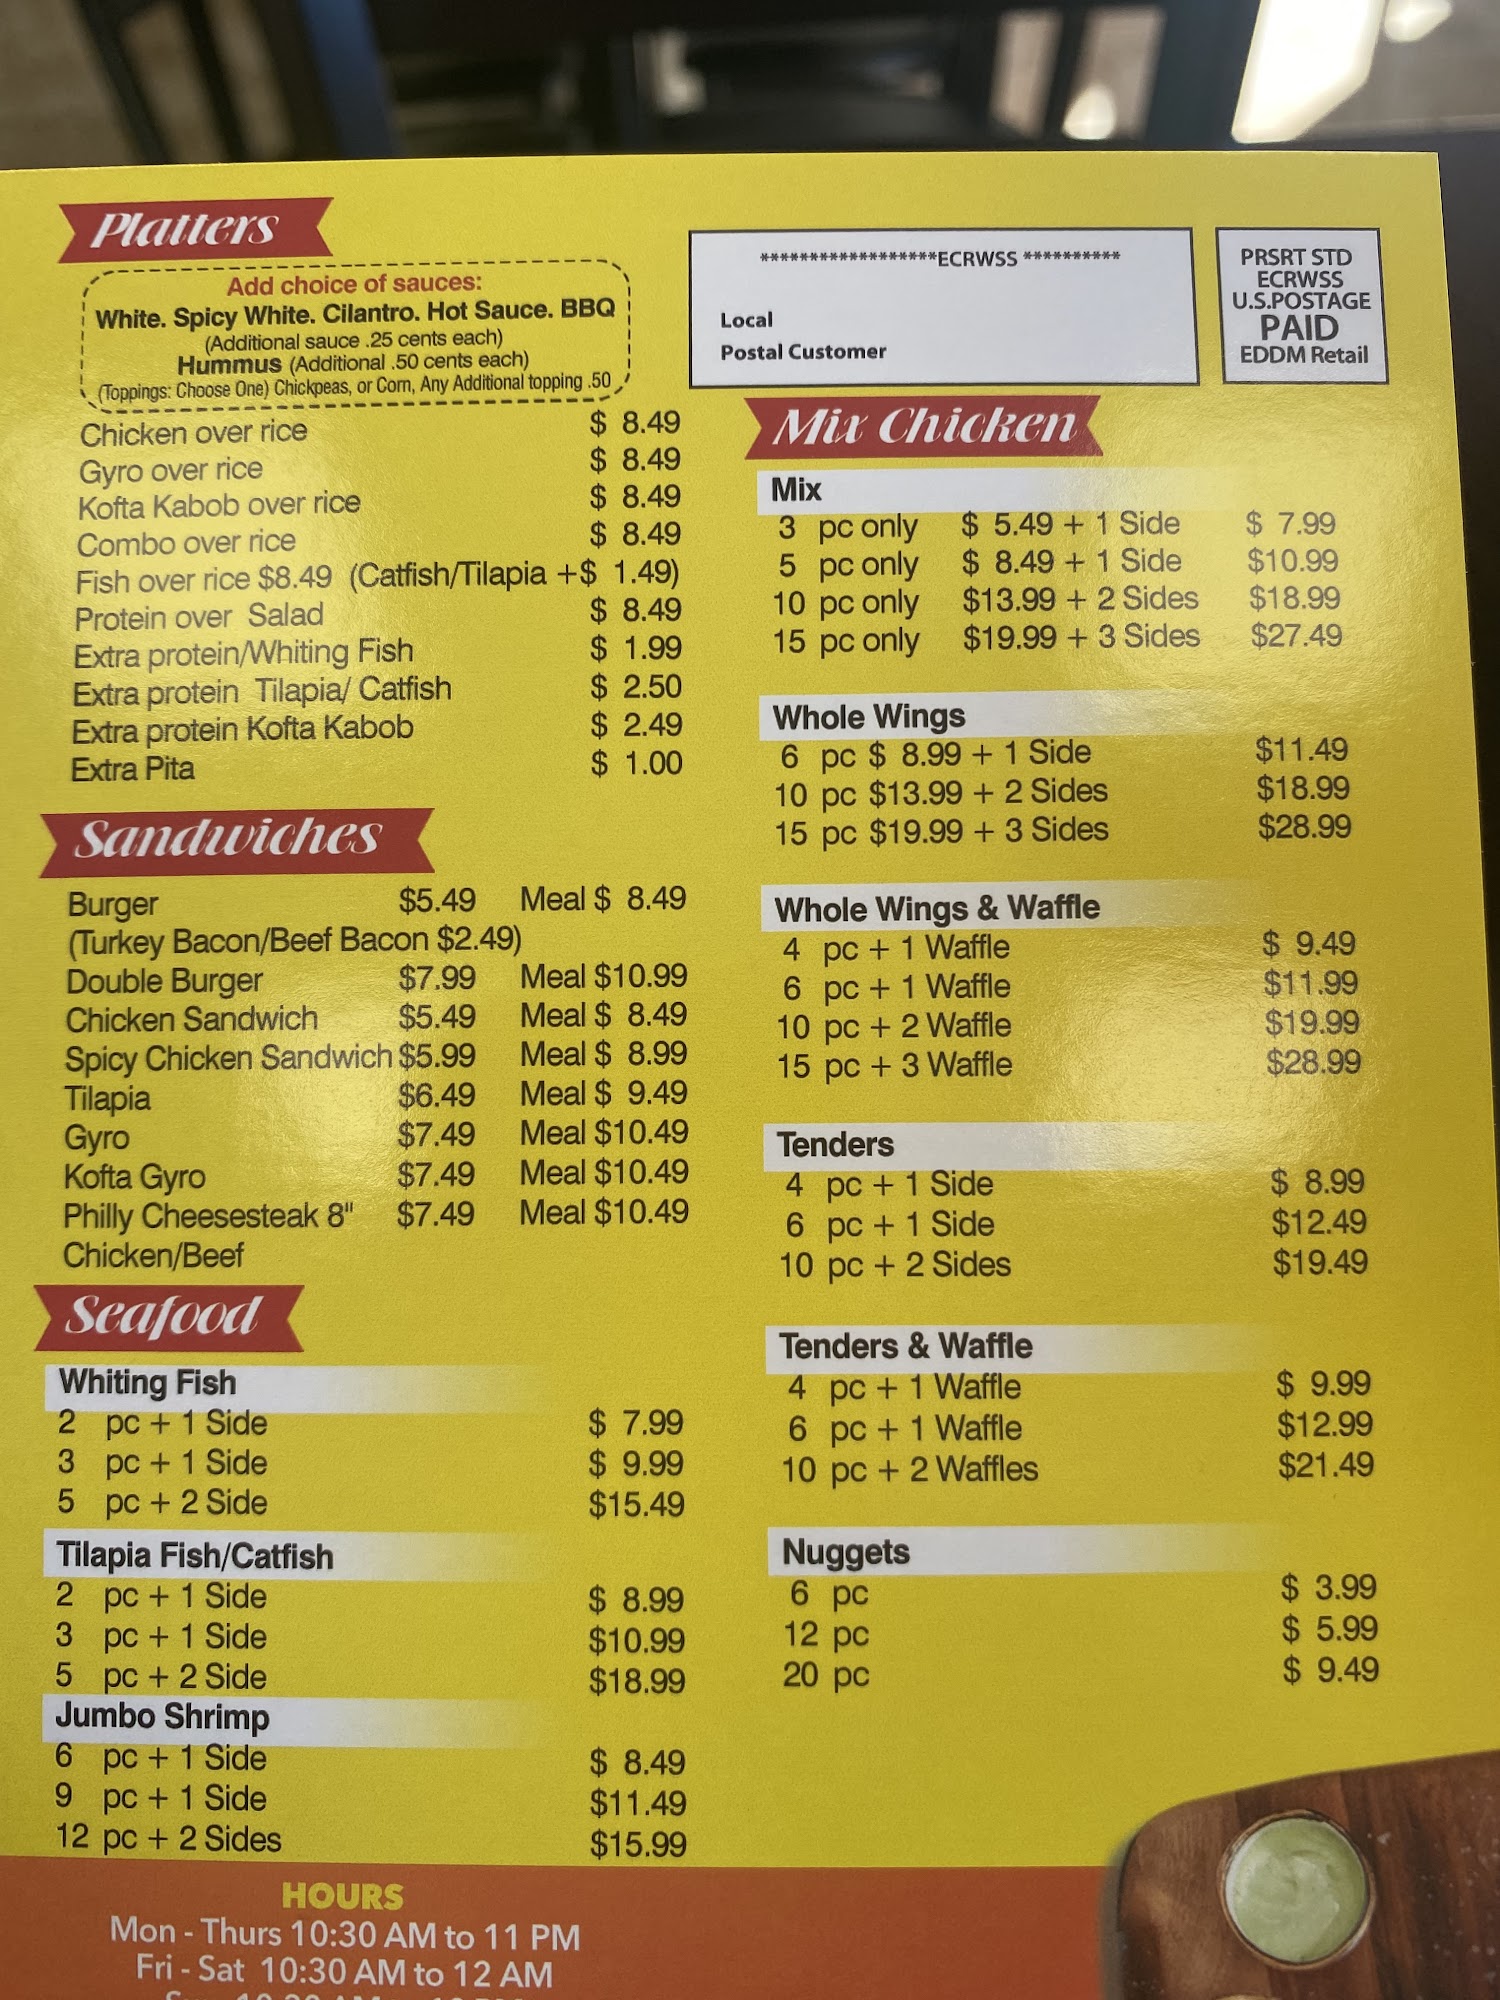 Platters
Add choice of sauces:
White. Spicy White. Cilantro. Hot Sauce. BBQ
(Additional sauce .25 cents each)
Hummus (Additional .50 cents each)
(Toppings: Choose One) Chickpeas, or Corn, Any Additional topping .50
Chicken over rice $ 8.49
Gyro over rice $ 8.49
Kofta Kabob over rice $ 8.49
Combo over rice $ 8.49
Fish over rice $8.49 (Catfish/Tilapia +$ 1.49)
Protein over Salad $ 8.49
Extra protein/Whiting Fish $ 1.99
Extra protein Tilapia/ Catfish $ 2.50
Extra protein Kofta Kabob $ 2.49
Extra Pita $ 1.00
Sandwiches
Burger $5.49 Meal $ 8.49
(Turkey Bacon/Beef Bacon $2.49)
Double Burger $7.99 Meal $10.99
Chicken Sandwich $5.49 Meal $ 8.49
Spicy Chicken Sandwich $5.99 Meal $ 8.99
Tilapia $6.49 Meal $ 9.49
Gyro $7.49 Meal $10.49
Kofta Gyro $7.49 Meal $10.49
Philly Cheesesteak 8" $7.49 Meal $10.49
Chicken/Beef
Seafood
Whiting Fish
2 pc + 1 Side $ 7.99
3 pc + 1 Side $ 9.99
5 pc + 2 Side $15.49
Tilapia Fish/Catfish
2 pc + 1 Side $ 8.99
3 pc + 1 Side $10.99
5 pc + 2 Side $18.99
Jumbo Shrimp
6 pc + 1 Side $ 8.49
9 pc + 1 Side $11.49
12 pc + 2 Sides $15.99
HOURS
Mon - Thurs 10:30 AM to 11 PM
Fri - Sat 10:30 AM to 12 AM
******************ECRWSS **********
Local
Postal Customer
PRSRT STD
ECRWSS
U.S.POSTAGE
PAID
EDDM Retail
Mix Chicken
Mix
3 pc only $ 5.49 + 1 Side $ 7.99
5 pc only $ 8.49 + 1 Side $10.99
10 pc only $13.99 + 2 Sides $18.99
15 pc only $19.99 + 3 Sides $27.49
Whole Wings
6 pc $ 8.99 + 1 Side $11.49
10 pc $13.99 + 2 Sides $18.99
15 pc $19.99 + 3 Sides $28.99
Whole Wings & Waffle
4 pc + 1 Waffle $ 9.49
6 pc + 1 Waffle $11.99
10 pc + 2 Waffle $19.99
15 pc + 3 Waffle $28.99
Tenders
4 pc + 1 Side $ 8.99
6 pc + 1 Side $12.49
10 pc + 2 Sides $19.49
Tenders & Waffle
4 pc + 1 Waffle $ 9.99
6 pc + 1 Waffle $12.99
10 pc + 2 Waffles $21.49
Nuggets
6 pc $ 3.99
12 pc $ 5.99
20 pc $ 9.49